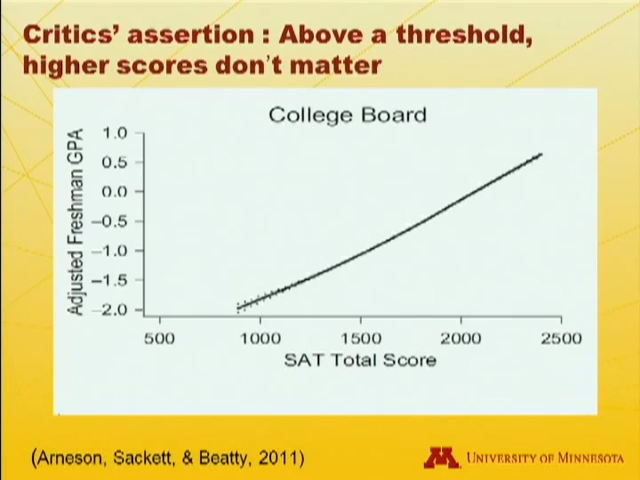 Critics' assertion : Above a threshold,
higher scores don't matter
College Board
Adjusted Freshman GPA
1.0
0.5
0.0
−0.5
−1.0
−1.5
−2.0
500 1000 1500 2000 2500
SAT Total Score
(Arneson, Sackett, & Beatty, 2011)
M UNIVERSITY OF MINNESOTA